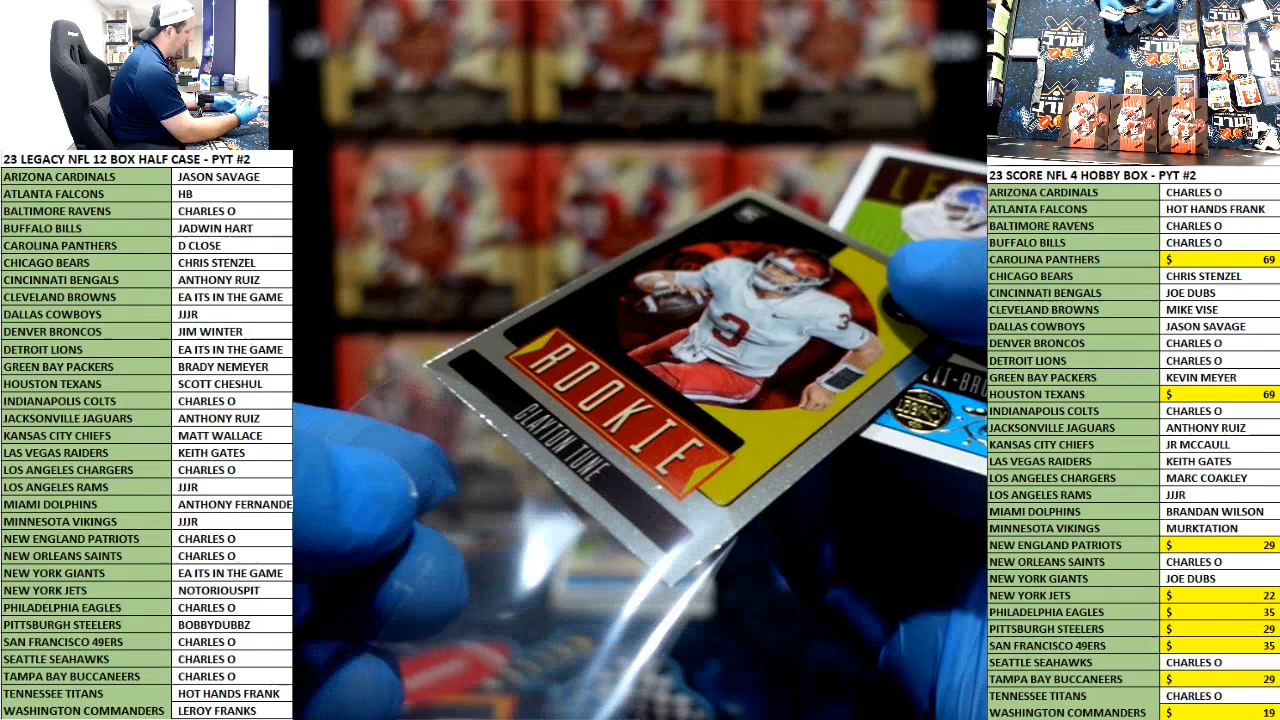 23 LEGACY NFL 12 BOX HALF CASE - PYT #2
ARIZONA CARDINALS JASON SAVAGE
ATLANTA FALCONS HB
BALTIMORE RAVENS CHARLES O
BUFFALO BILLS JADWIN HART
CAROLINA PANTHERS D CLOSE
CHICAGO BEARS CHRIS STENZEL
CINCINNATI BENGALS ANTHONY RUIZ
CLEVELAND BROWNS EA ITS IN THE GAME
DALLAS COWBOYS JJJR
DENVER BRONCOS JIM WINTER
DETROIT LIONS EA ITS IN THE GAME
GREEN BAY PACKERS BRADY NEMEYER
HOUSTON TEXANS SCOTT CHESHUL
INDIANAPOLIS COLTS CHARLES O
JACKSONVILLE JAGUARS ANTHONY RUIZ
KANSAS CITY CHIEFS MATT WALLACE
LAS VEGAS RAIDERS KEITH GATES
LOS ANGELES CHARGERS CHARLES O
LOS ANGELES RAMS JJJR
MIAMI DOLPHINS ANTHONY FERNANDE
MINNESOTA VIKINGS JJJR
NEW ENGLAND PATRIOTS CHARLES O
NEW ORLEANS SAINTS CHARLES O
NEW YORK GIANTS EA ITS IN THE GAME
NEW YORK JETS NOTORIOUSPIT
PHILADELPHIA EAGLES CHARLES O
PITTSBURGH STEELERS BOBBYDUBBZ
SAN FRANCISCO 49ERS CHARLES O
SEATTLE SEAHAWKS CHARLES O
TAMPA BAY BUCCANEERS CHARLES O
TENNESSEE TITANS HOT HANDS FRANK
WASHINGTON COMMANDERS LEROY FRANKS
3
3
ROOKIE
CLAYTON TUNE
LE
LEGACY
23 SCORE NFL 4 HOBBY BOX - PYT #2
ARIZONA CARDINALS CHARLES O
ATLANTA FALCONS HOT HANDS FRANK
BALTIMORE RAVENS CHARLES O
BUFFALO BILLS CHARLES O
CAROLINA PANTHERS $ 69
CHICAGO BEARS CHRIS STENZEL
CINCINNATI BENGALS JOE DUBS
CLEVELAND BROWNS MIKE VISE
DALLAS COWBOYS JASON SAVAGE
DENVER BRONCOS CHARLES O
DETROIT LIONS CHARLES O
GREEN BAY PACKERS KEVIN MEYER
HOUSTON TEXANS $ 69
INDIANAPOLIS COLTS CHARLES O
JACKSONVILLE JAGUARS ANTHONY RUIZ
KANSAS CITY CHIEFS JR MCCAULL
LAS VEGAS RAIDERS KEITH GATES
LOS ANGELES CHARGERS MARC COAKLEY
LOS ANGELES RAMS JJJR
MIAMI DOLPHINS BRANDAN WILSON
MINNESOTA VIKINGS MURKTATION
NEW ENGLAND PATRIOTS $ 29
NEW ORLEANS SAINTS CHARLES O
NEW YORK GIANTS JOE DUBS
NEW YORK JETS $ 22
PHILADELPHIA EAGLES $ 35
PITTSBURGH STEELERS $ 29
SAN FRANCISCO 49ERS $ 35
SEATTLE SEAHAWKS CHARLES O
TAMPA BAY BUCCANEERS $ 29
TENNESSEE TITANS CHARLES O
WASHINGTON COMMANDERS $ 19